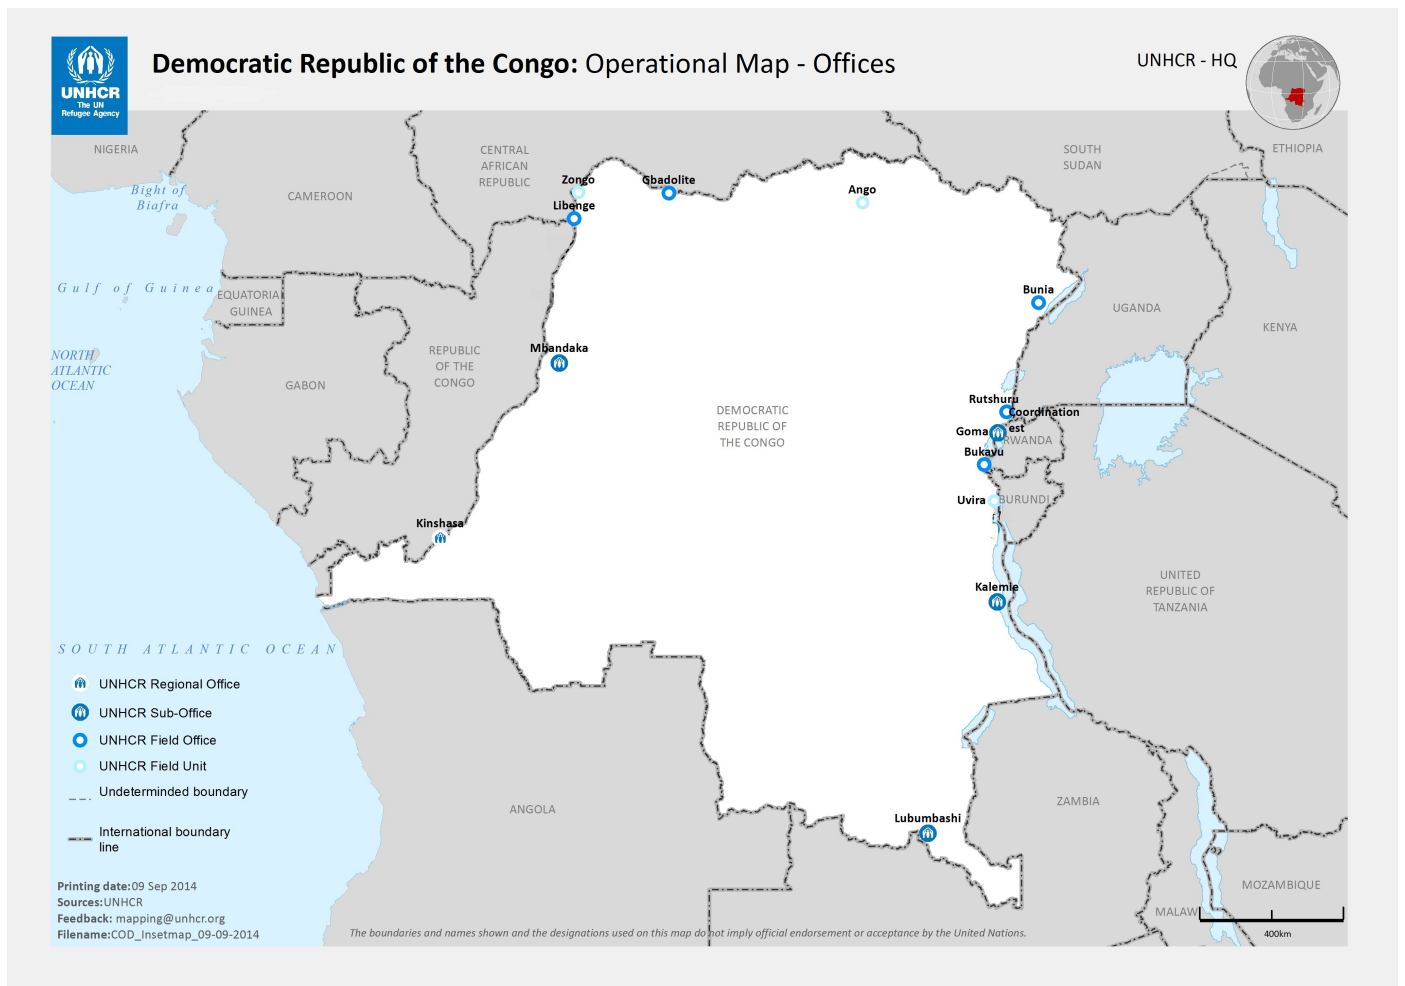 UNHCR
The UN
Refugee Agency
Democratic Republic of the Congo: Operational Map - Offices
UNHCR - HQ
NIGERIA
CENTRAL
AFRICAN
REPUBLIC
SOUTH
SUDAN
ETHIOPIA
Bight of
Biafra
CAMEROON
Zongo
Gbadolite
Ango
Libenge
Gulf of Guinea
EQUATORIAL
GUINEA
Bunia
UGANDA
KENYA
NORTH
ATLANTIC
OCEAN
GABON
REPUBLIC
OF THE
CONGO
Mbandaka
DEMOCRATIC
REPUBLIC OF
THE CONGO
Rutshuru
Coordination
est
Goma
RWANDA
Bukavu
Uvira
BURUNDI
Kinshasa
Kalemie
UNITED
REPUBLIC OF
TANZANIA
SOUTH ATLANTIC OCEAN
UNHCR Regional Office
UNHCR Sub-Office
UNHCR Field Office
UNHCR Field Unit
Undeterminded boundary
International boundary
line
ANGOLA
Lubumbashi
ZAMBIA
MOZAMBIQUE
MALAW
400km
Printing date:09 Sep 2014
Sources:UNHCR
Feedback: mapping@unhcr.org
Filename:COD_Insetmap_09-09-2014
The boundaries and names shown and the designations used on this map do not imply official endorsement or acceptance by the United Nations.